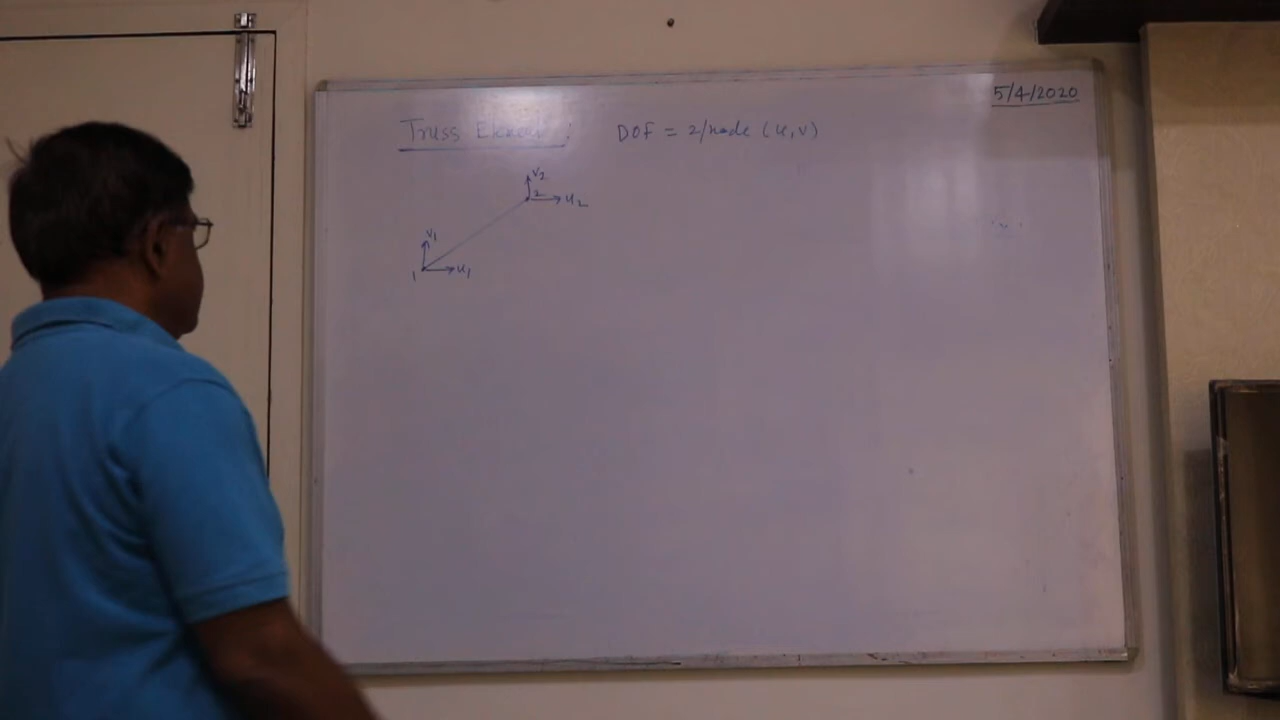 5/4/2020
Truss Element : DOF = 2/node (u,v)
v2
2
u2
v1
1
u1